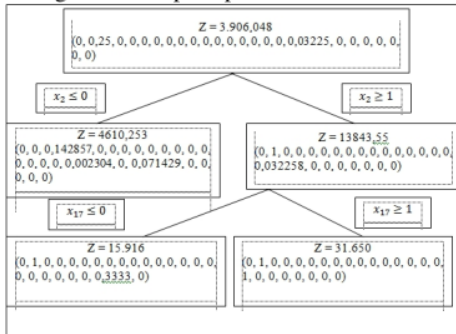 Z = 3.906,048
(0, 0,25, 0, 0, 0, 0, 0, 0, 0, 0, 0, 0, 0, 0, 0, 0,03225, 0, 0, 0, 0, 0,
0, 0)
x₂ ≤ 0
x₂ ≥ 1
Z = 4610,253
(0, 0, 0,142857, 0, 0, 0, 0, 0, 0, 0, 0, 0,
0, 0, 0, 0, 0,002304, 0, 0,071429, 0, 0,
0, 0, 0)
Z = 13843,55
(0, 1, 0, 0, 0, 0, 0, 0, 0, 0, 0, 0, 0, 0, 0, 0,
0,032258, 0, 0, 0, 0, 0, 0, 0)
x₁₇ ≤ 0
x₁₇ ≥ 1
Z = 15.916
(0, 1, 0, 0, 0, 0, 0, 0, 0, 0, 0, 0, 0, 0, 0, 0,
0, 0, 0, 0, 0, 0, 0,3333, 0)
Z = 31.650
(0, 1, 0, 0, 0, 0, 0, 0, 0, 0, 0, 0, 0, 0, 0, 0,
1, 0, 0, 0, 0, 0, 0, 0, 0)